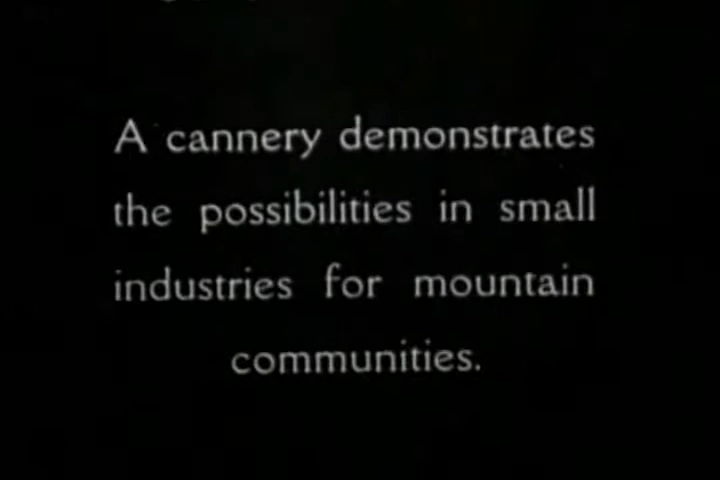 A cannery demonstrates
the possibilities in small
industries for mountain
communities.